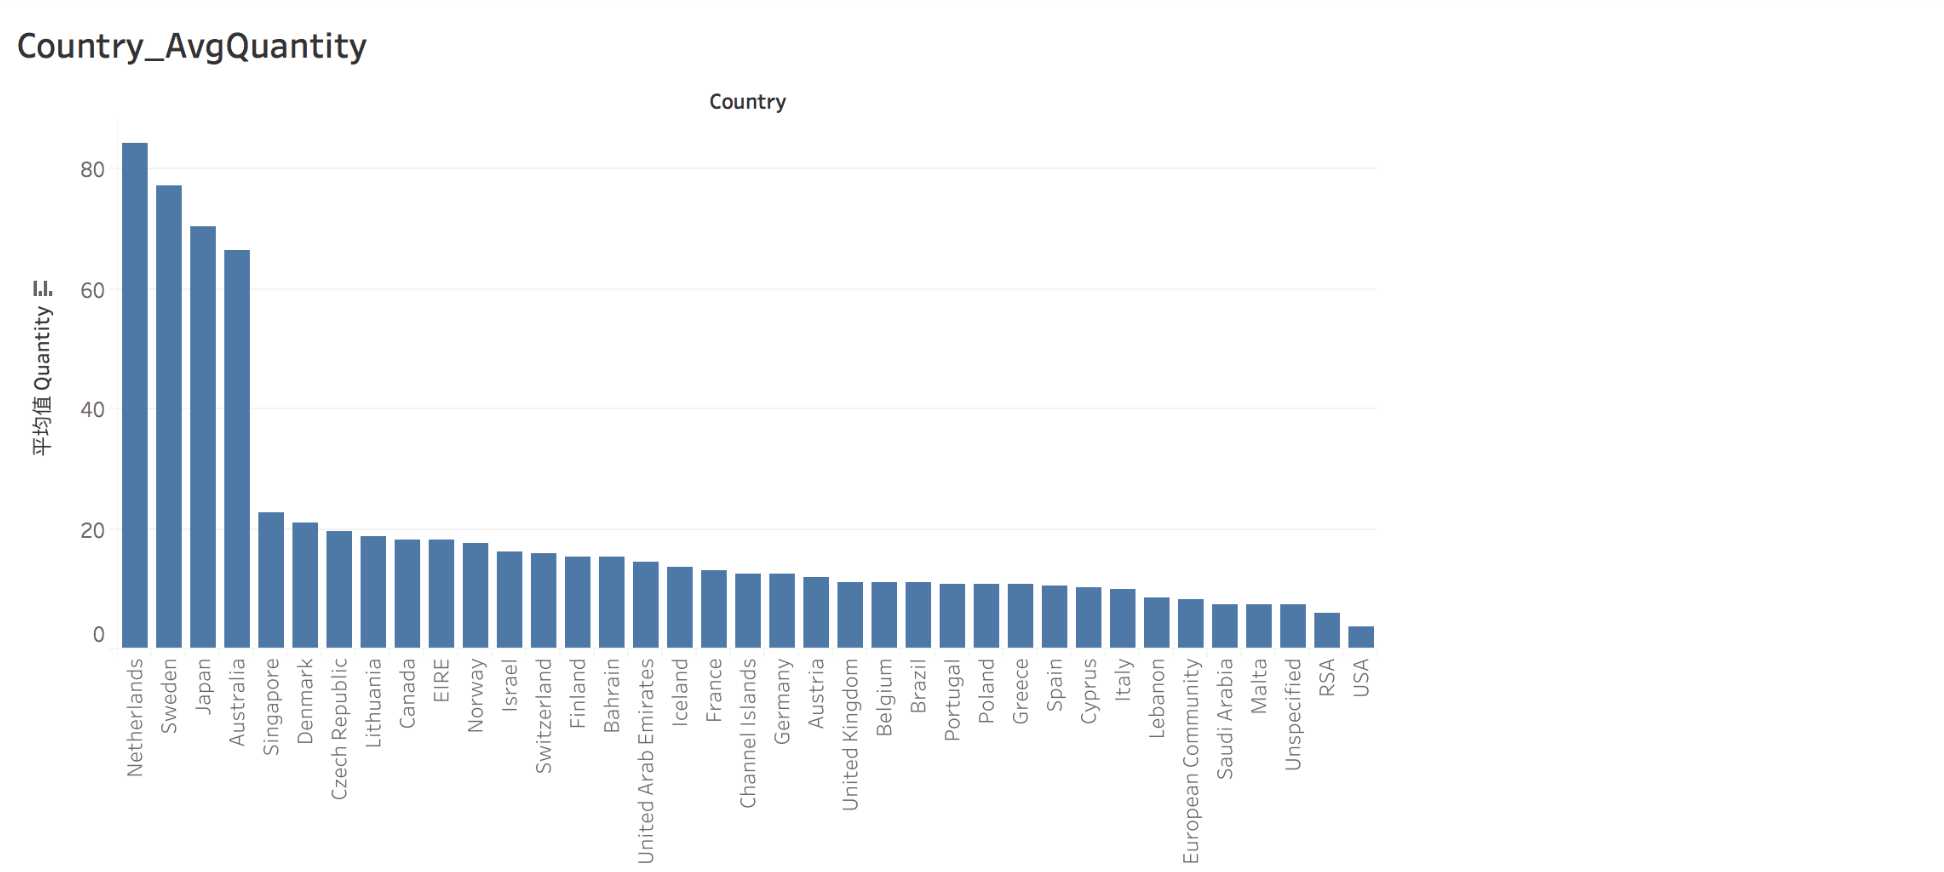 Country_AvgQuantity
Country
平均值 Quantity
80
60
40
20
0
Netherlands
Sweden
Japan
Australia
Singapore
Denmark
Czech Republic
Lithuania
Canada
EIRE
Norway
Israel
Switzerland
Finland
Bahrain
United Arab Emirates
Iceland
France
Channel Islands
Germany
Austria
United Kingdom
Belgium
Brazil
Portugal
Poland
Greece
Spain
Cyprus
Italy
Lebanon
European Community
Saudi Arabia
Malta
Unspecified
RSA
USA